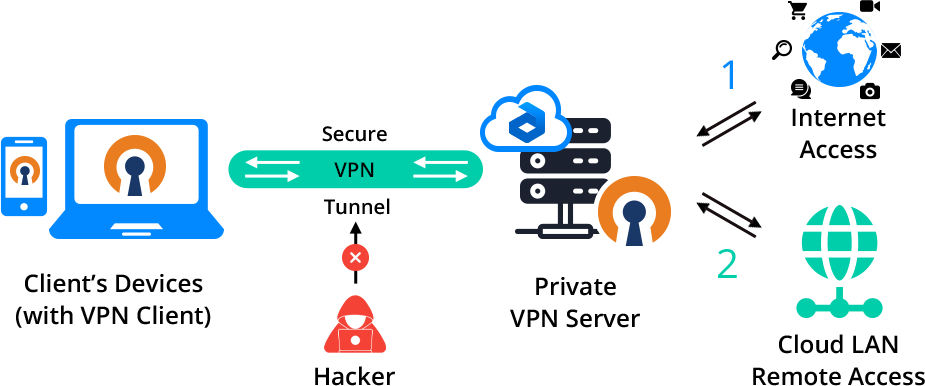 Secure
VPN
Tunnel
Client's Devices
(with VPN Client)
Hacker
Private
VPN Server
1
Internet
Access
2
Cloud LAN
Remote Access